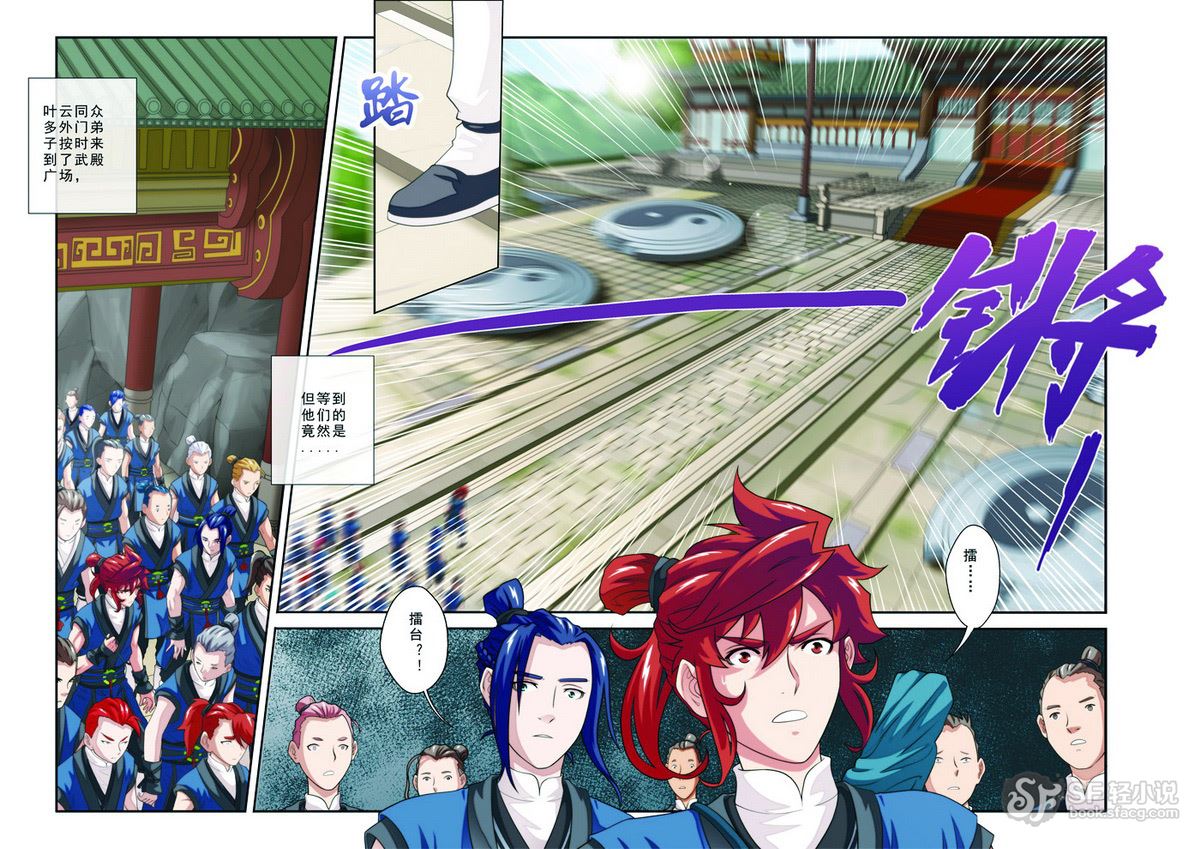 叶云同众
多外门弟
子按时来
到了武殿
广场，
踏
锵
但等到
他们的
竟然是
.....
擂台？！
擂……
SF轻小说
book.sfacg.com